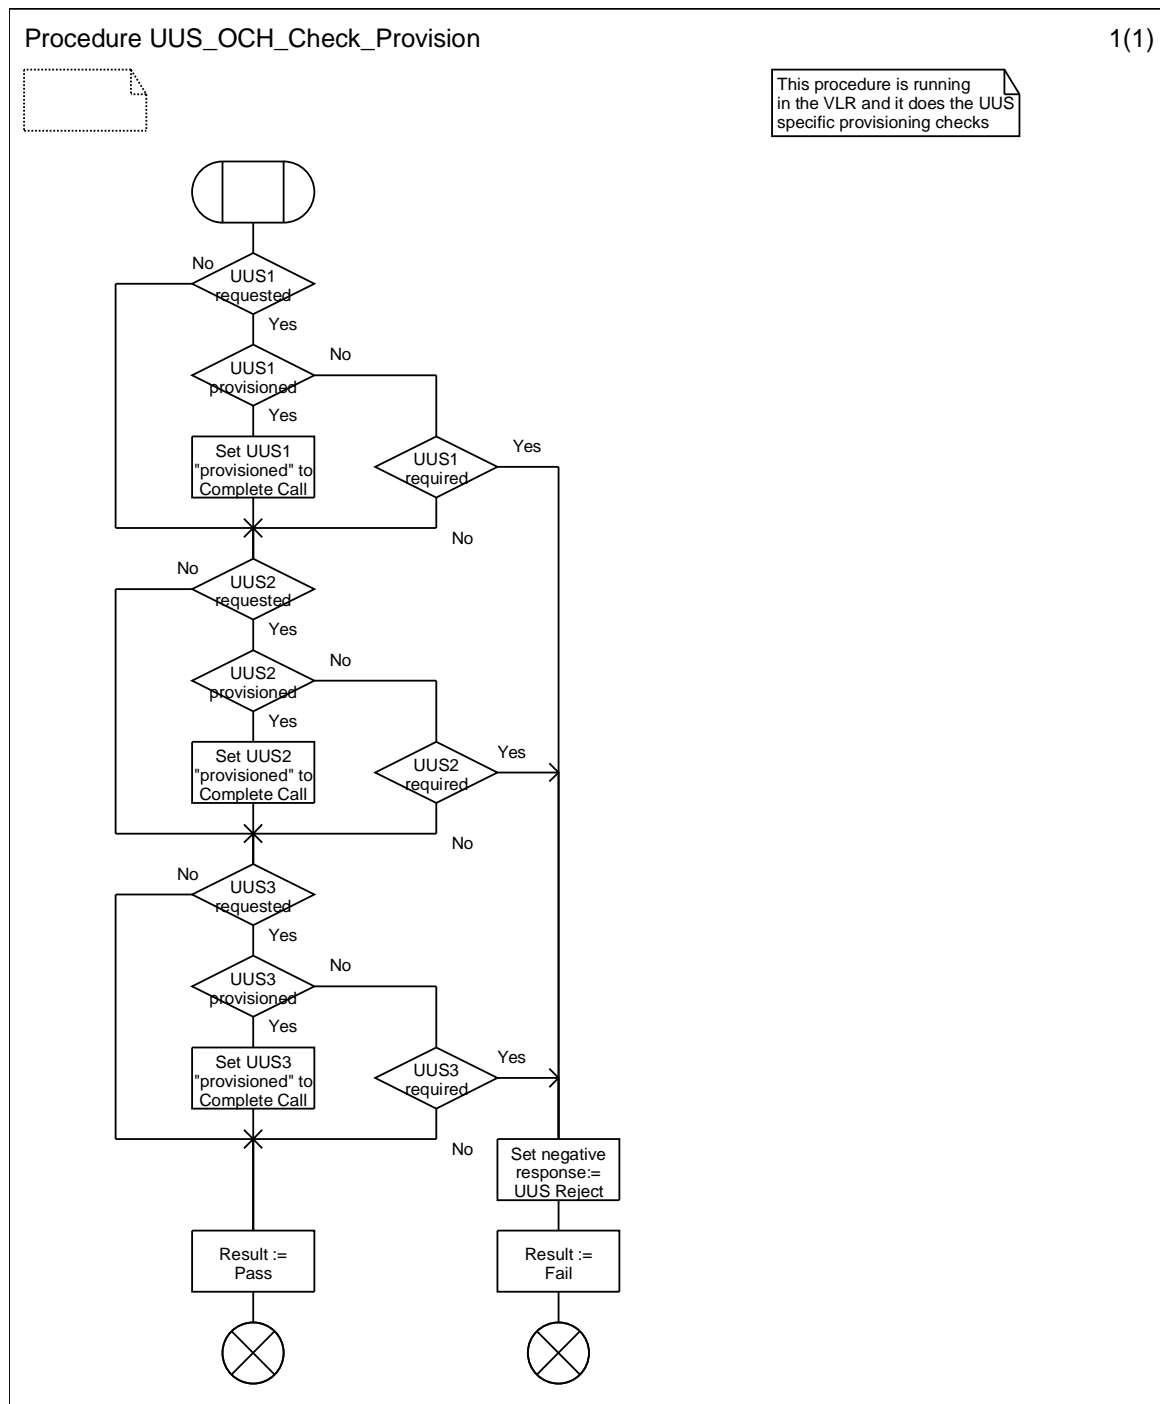 Procedure UUS_OCH_Check_Provision
1(1)
This procedure is running
in the VLR and it does the UUS
specific provisioning checks
No
UUS1
requested
Yes
No
UUS1
provisioned
Yes
Set UUS1
"provisioned" to
Complete Call
Yes
UUS1
required
No
No
UUS2
requested
Yes
No
UUS2
provisioned
Yes
Set UUS2
"provisioned" to
Complete Call
Yes
UUS2
required
No
No
UUS3
requested
Yes
No
UUS3
provisioned
Yes
Set UUS3
"provisioned" to
Complete Call
Yes
UUS3
required
No
Set negative
response:=
UUS Reject
Result :=
Pass
Result :=
Fail